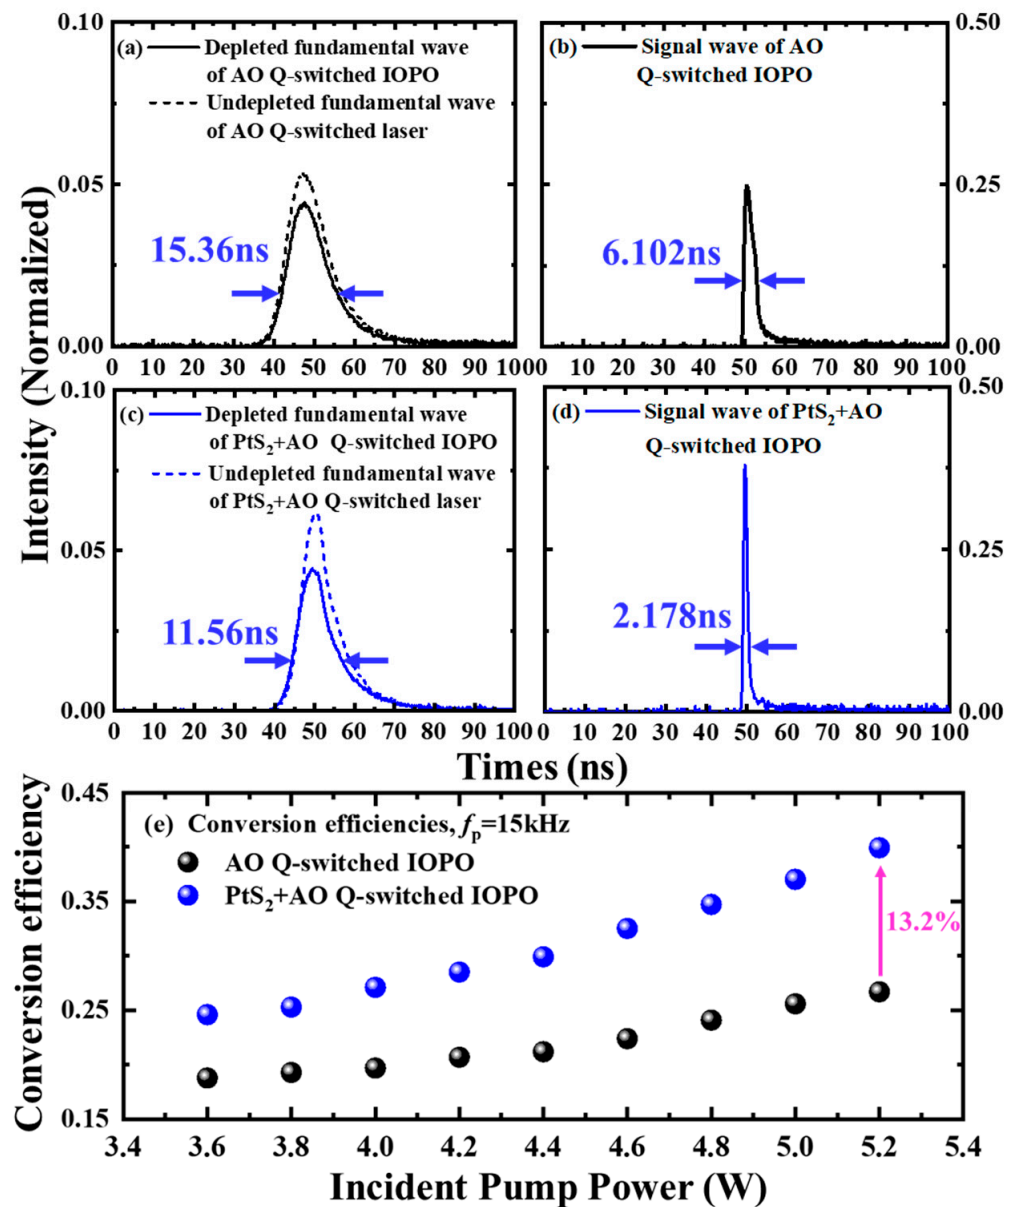 0.10
(a)
Depleted fundamental wave
of AO Q-switched IOPO
Undepleted fundamental wave
of AO Q-switched laser
0.05
15.36ns
0.00
0 10 20 30 40 50 60 70 80 90 100
(b)
Signal wave of AO
Q-switched IOPO
0.50
0.25
6.102ns
0.00
10 20 30 40 50 60 70 80 90 100
0.10
(c)
Depleted fundamental wave
of PtS2+AO Q-switched IOPO
Undepleted fundamental wave
of PtS2+AO Q-switched laser
0.05
11.56ns
0.00
0 10 20 30 40 50 60 70 80 90 100
(d)
Signal wave of PtS2+AO
Q-switched IOPO
0.50
0.25
2.178ns
0.00
10 20 30 40 50 60 70 80 90 100
Intensity (Normalized)
Times (ns)
0.45
(e) Conversion efficiencies, fp=15kHz
AO Q-switched IOPO
PtS2+AO Q-switched IOPO
0.35
13.2%
0.25
0.15
3.4 3.6 3.8 4.0 4.2 4.4 4.6 4.8 5.0 5.2 5.4
Conversion efficiency
Incident Pump Power (W)